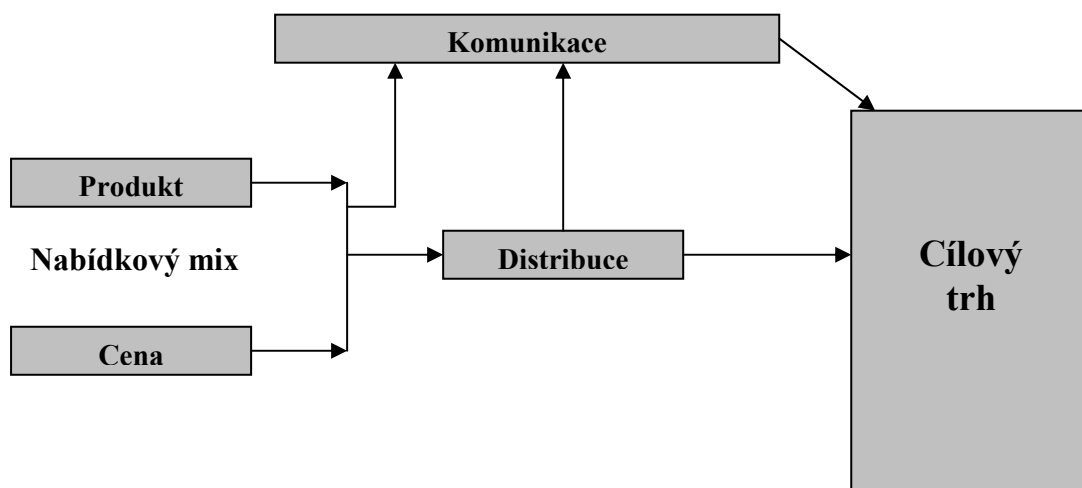 Komunikace
Produkt
Nabídkový mix
Distribuce
Cílový
trh
Cena